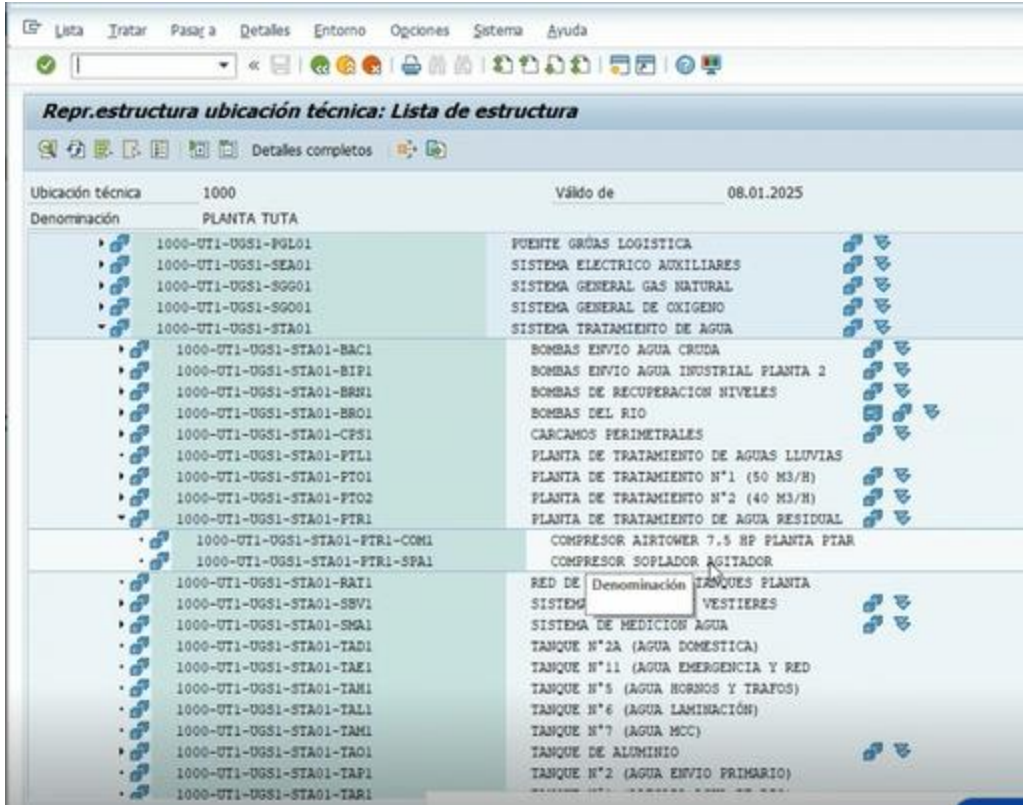 Lista Tratar Pasar a Detalles Entorno Opciones Sistema Ayuda
Repr.estructura ubicación técnica: Lista de estructura
Detalles completos
Ubicación técnica 1000 Válido de 08.01.2025
Denominación PLANTA TUTA
1000-UT1-UGS1-PGL01 PUENTE GRÚAS LOGISTICA
1000-UT1-UGS1-SEA01 SISTEMA ELECTRICO AUXILIARES
1000-UT1-UGS1-SGG01 SISTEMA GENERAL GAS NATURAL
1000-UT1-UGS1-SGO01 SISTEMA GENERAL DE OXIGENO
1000-UT1-UGS1-STA01 SISTEMA TRATAMIENTO DE AGUA
1000-UT1-UGS1-STA01-BAC1 BOMBAS ENVIO AGUA CRUDA
1000-UT1-UGS1-STA01-BIP1 BOMBAS ENVIO AGUA INUSTRIAL PLANTA 2
1000-UT1-UGS1-STA01-BRN1 BOMBAS DE RECUPERACION NIVELES
1000-UT1-UGS1-STA01-BRO1 BOMBAS DEL RIO
1000-UT1-UGS1-STA01-CPS1 CARCAMOS PERIMETRALES
1000-UT1-UGS1-STA01-PTL1 PLANTA DE TRATAMIENTO DE AGUAS LLUVIAS
1000-UT1-UGS1-STA01-PTO1 PLANTA DE TRATAMIENTO N°1 (50 M3/H)
1000-UT1-UGS1-STA01-PTO2 PLANTA DE TRATAMIENTO N°2 (40 M3/H)
1000-UT1-UGS1-STA01-PTR1 PLANTA DE TRATAMIENTO DE AGUA RESIDUAL
1000-UT1-UGS1-STA01-PTR1-COM1 COMPRESOR AIRTOWER 7.5 HP PLANTA PTAR
1000-UT1-UGS1-STA01-PTR1-SPA1 COMPRESOR SOPLADOR AGITADOR
1000-UT1-UGS1-STA01-RAT1 RED DE Denominación TANQUES PLANTA
1000-UT1-UGS1-STA01-SBV1 SISTEMA VESTIERES
1000-UT1-UGS1-STA01-SMA1 SISTEMA DE MEDICION AGUA
1000-UT1-UGS1-STA01-TAD1 TANQUE N°2A (AGUA DOMESTICA)
1000-UT1-UGS1-STA01-TAE1 TANQUE N°11 (AGUA EMERGENCIA Y RED
1000-UT1-UGS1-STA01-TAH1 TANQUE N°5 (AGUA HORNOS Y TRAFOS)
1000-UT1-UGS1-STA01-TAL1 TANQUE N°6 (AGUA LAMINACIÓN)
1000-UT1-UGS1-STA01-TAM1 TANQUE N°7 (AGUA MCC)
1000-UT1-UGS1-STA01-TAO1 TANQUE DE ALUMINIO
1000-UT1-UGS1-STA01-TAP1 TANQUE N°2 (AGUA ENVIO PRIMARIO)
1000-UT1-UGS1-STA01-TAR1